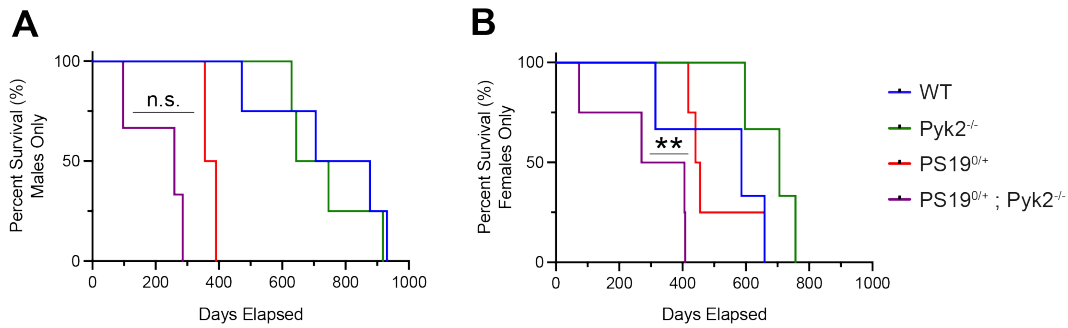 A
Percent Survival (%)
Males Only
100
50
0
n.s.
0
200
400
600
800
1000
Days Elapsed
B
Percent Survival (%)
Females Only
100
50
0
**
0
200
400
600
800
1000
Days Elapsed
WT
Pyk2⁻/⁻
PS19⁰/⁺
PS19⁰/⁺ ; Pyk2⁻/⁻